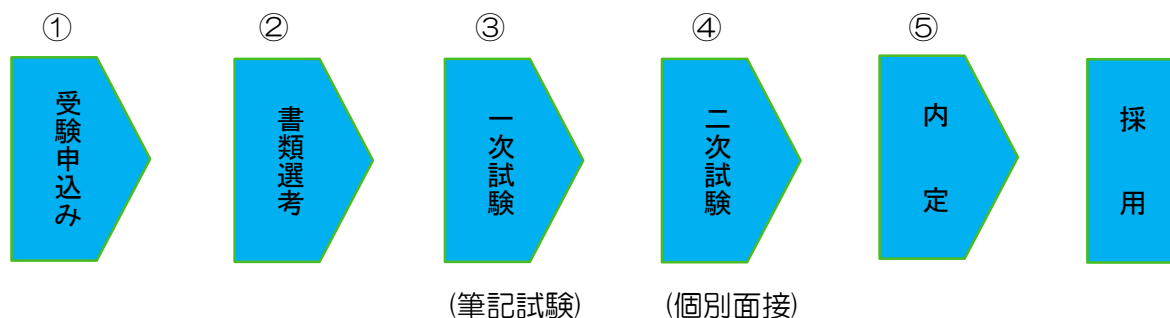 ①
受験申込み
②
書類選考
③
一次試験
(筆記試験)
④
二次試験
(個別面接)
⑤
内定
採用